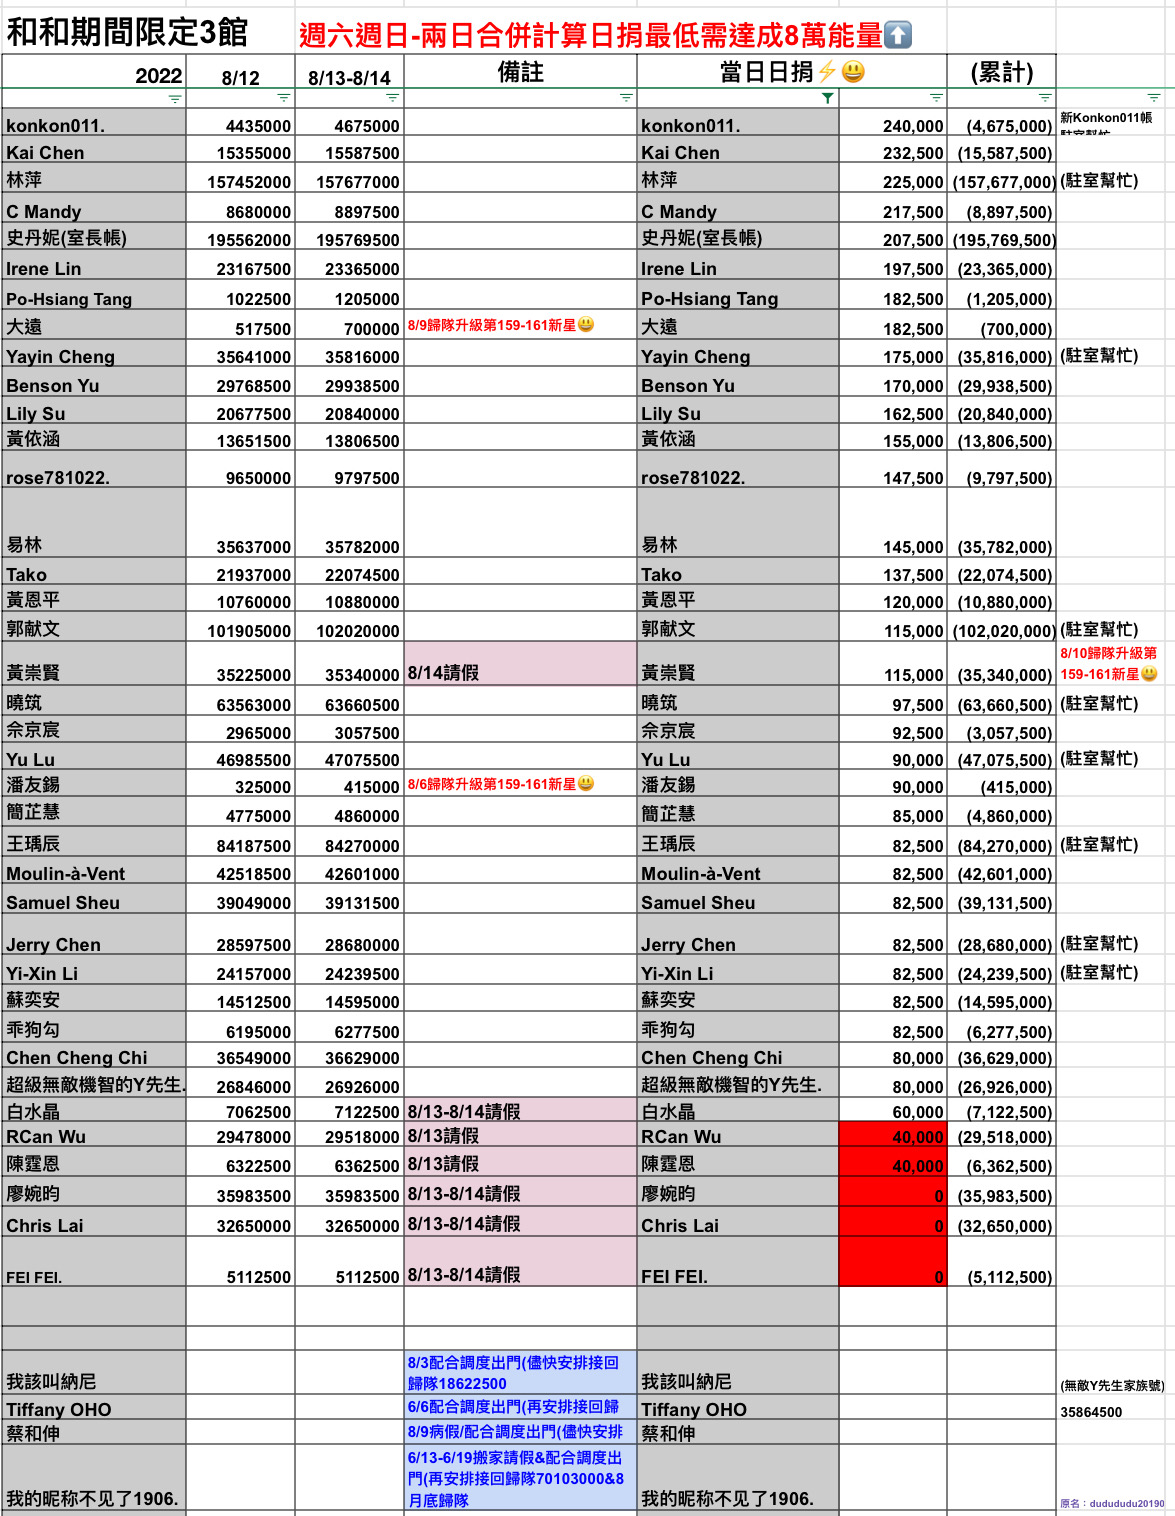 和和期間限定3館 週六週日-兩日合併計算日捐最低需達成8萬能量⬆️
2022 8/12 8/13-8/14 備註 當日日捐⚡😃 (累計)
konkon011. 4435000 4675000 konkon011. 240,000 (4,675,000) 新Konkon011帳
Kai Chen 15355000 15587500 Kai Chen 232,500 (15,587,500)
林萍 157452000 157677000 林萍 225,000 (157,677,000) (駐室幫忙)
C Mandy 8680000 8897500 C Mandy 217,500 (8,897,500)
史丹妮(室長帳) 195562000 195769500 史丹妮(室長帳) 207,500 (195,769,500)
Irene Lin 23167500 23365000 Irene Lin 197,500 (23,365,000)
Po-Hsiang Tang 1022500 1205000 Po-Hsiang Tang 182,500 (1,205,000)
大遠 517500 700000 8/9歸隊升級第159-161新星😃 大遠 182,500 (700,000)
Yayin Cheng 35641000 35816000 Yayin Cheng 175,000 (35,816,000) (駐室幫忙)
Benson Yu 29768500 29938500 Benson Yu 170,000 (29,938,500)
Lily Su 20677500 20840000 Lily Su 162,500 (20,840,000)
黃依涵 13651500 13806500 黃依涵 155,000 (13,806,500)
rose781022. 9650000 9797500 rose781022. 147,500 (9,797,500)
易林 35637000 35782000 易林 145,000 (35,782,000)
Tako 21937000 22074500 Tako 137,500 (22,074,500)
黃恩平 10760000 10880000 黃恩平 120,000 (10,880,000)
郭献文 101905000 102020000 郭献文 115,000 (102,020,000) (駐室幫忙)
黃崇賢 35225000 35340000 8/14請假 黃崇賢 115,000 (35,340,000) 8/10歸隊升級第
159-161新星😃
曉筑 63563000 63660500 曉筑 97,500 (63,660,500) (駐室幫忙)
佘京宸 2965000 3057500 佘京宸 92,500 (3,057,500)
Yu Lu 46985500 47075500 Yu Lu 90,000 (47,075,500) (駐室幫忙)
潘友錫 325000 415000 8/6歸隊升級第159-161新星😃 潘友錫 90,000 (415,000)
簡芷慧 4775000 4860000 簡芷慧 85,000 (4,860,000)
王瑀辰 84187500 84270000 王瑀辰 82,500 (84,270,000) (駐室幫忙)
Moulin-à-Vent 42518500 42601000 Moulin-à-Vent 82,500 (42,601,000)
Samuel Sheu 39049000 39131500 Samuel Sheu 82,500 (39,131,500)
Jerry Chen 28597500 28680000 Jerry Chen 82,500 (28,680,000) (駐室幫忙)
Yi-Xin Li 24157000 24239500 Yi-Xin Li 82,500 (24,239,500) (駐室幫忙)
蘇奕安 14512500 14595000 蘇奕安 82,500 (14,595,000)
乖狗勾 6195000 6277500 乖狗勾 82,500 (6,277,500)
Chen Cheng Chi 36549000 36629000 Chen Cheng Chi 80,000 (36,629,000)
超級無敵機智的Y先生. 26846000 26926000 超級無敵機智的Y先生. 80,000 (26,926,000)
白水晶 7062500 7122500 8/13-8/14請假 白水晶 60,000 (7,122,500)
RCan Wu 29478000 29518000 8/13請假 RCan Wu 40,000 (29,518,000)
陳霆恩 6322500 6362500 8/13請假 陳霆恩 40,000 (6,362,500)
廖婉昀 35983500 35983500 8/13-8/14請假 廖婉昀 0 (35,983,500)
Chris Lai 32650000 32650000 8/13-8/14請假 Chris Lai 0 (32,650,000)
FEI FEI. 5112500 5112500 8/13-8/14請假 FEI FEI. 0 (5,112,500)
8/3配合調度出門(儘快安排接回
我該叫納尼 歸隊18622500 我該叫納尼 (無敵Y先生家族號)
Tiffany OHO 6/6配合調度出門(再安排接回歸 Tiffany OHO 35864500
蔡和伸 8/9病假/配合調度出門(儘快安排 蔡和伸
6/13-6/19搬家請假&配合調度出
門(再安排接回歸隊70103000&8
我的昵称不见了1906. 月底歸隊 我的昵称不见了1906. 原名：dudududu20190